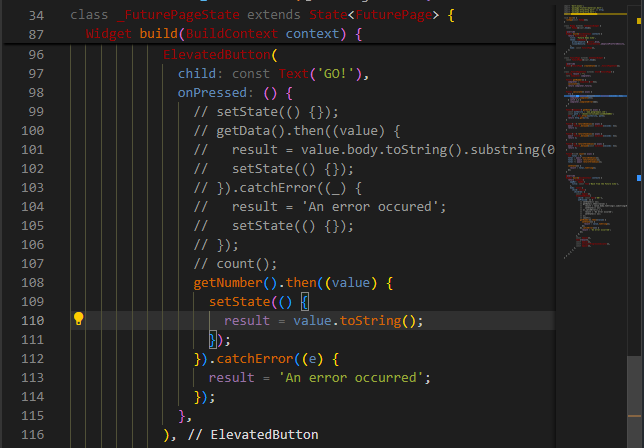 34 class _FuturePageState extends State<FuturePage> {
87 Widget build(BuildContext context) {
96 ElevatedButton(
97 child: const Text('GO!'),
98 onPressed: () {
99 // setState(() {});
100 // getData().then((value) {
101 // result = value.body.toString().substring(0
102 // setState(() {});
103 // }).catchError((_) {
104 // result = 'An error occured';
105 // setState(() {});
106 // });
107 // count();
108 getNumber().then((value) {
109 setState(() {
110 result = value.toString();
111 });
112 }).catchError((e) {
113 result = 'An error occurred';
114 });
115 },
116 ), // ElevatedButton